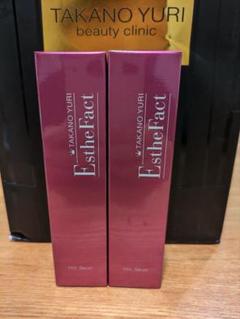 TAKANO YURI
beauty clinic
TAKANO YURI
EstheFact
TAKANO YURI
EstheFact